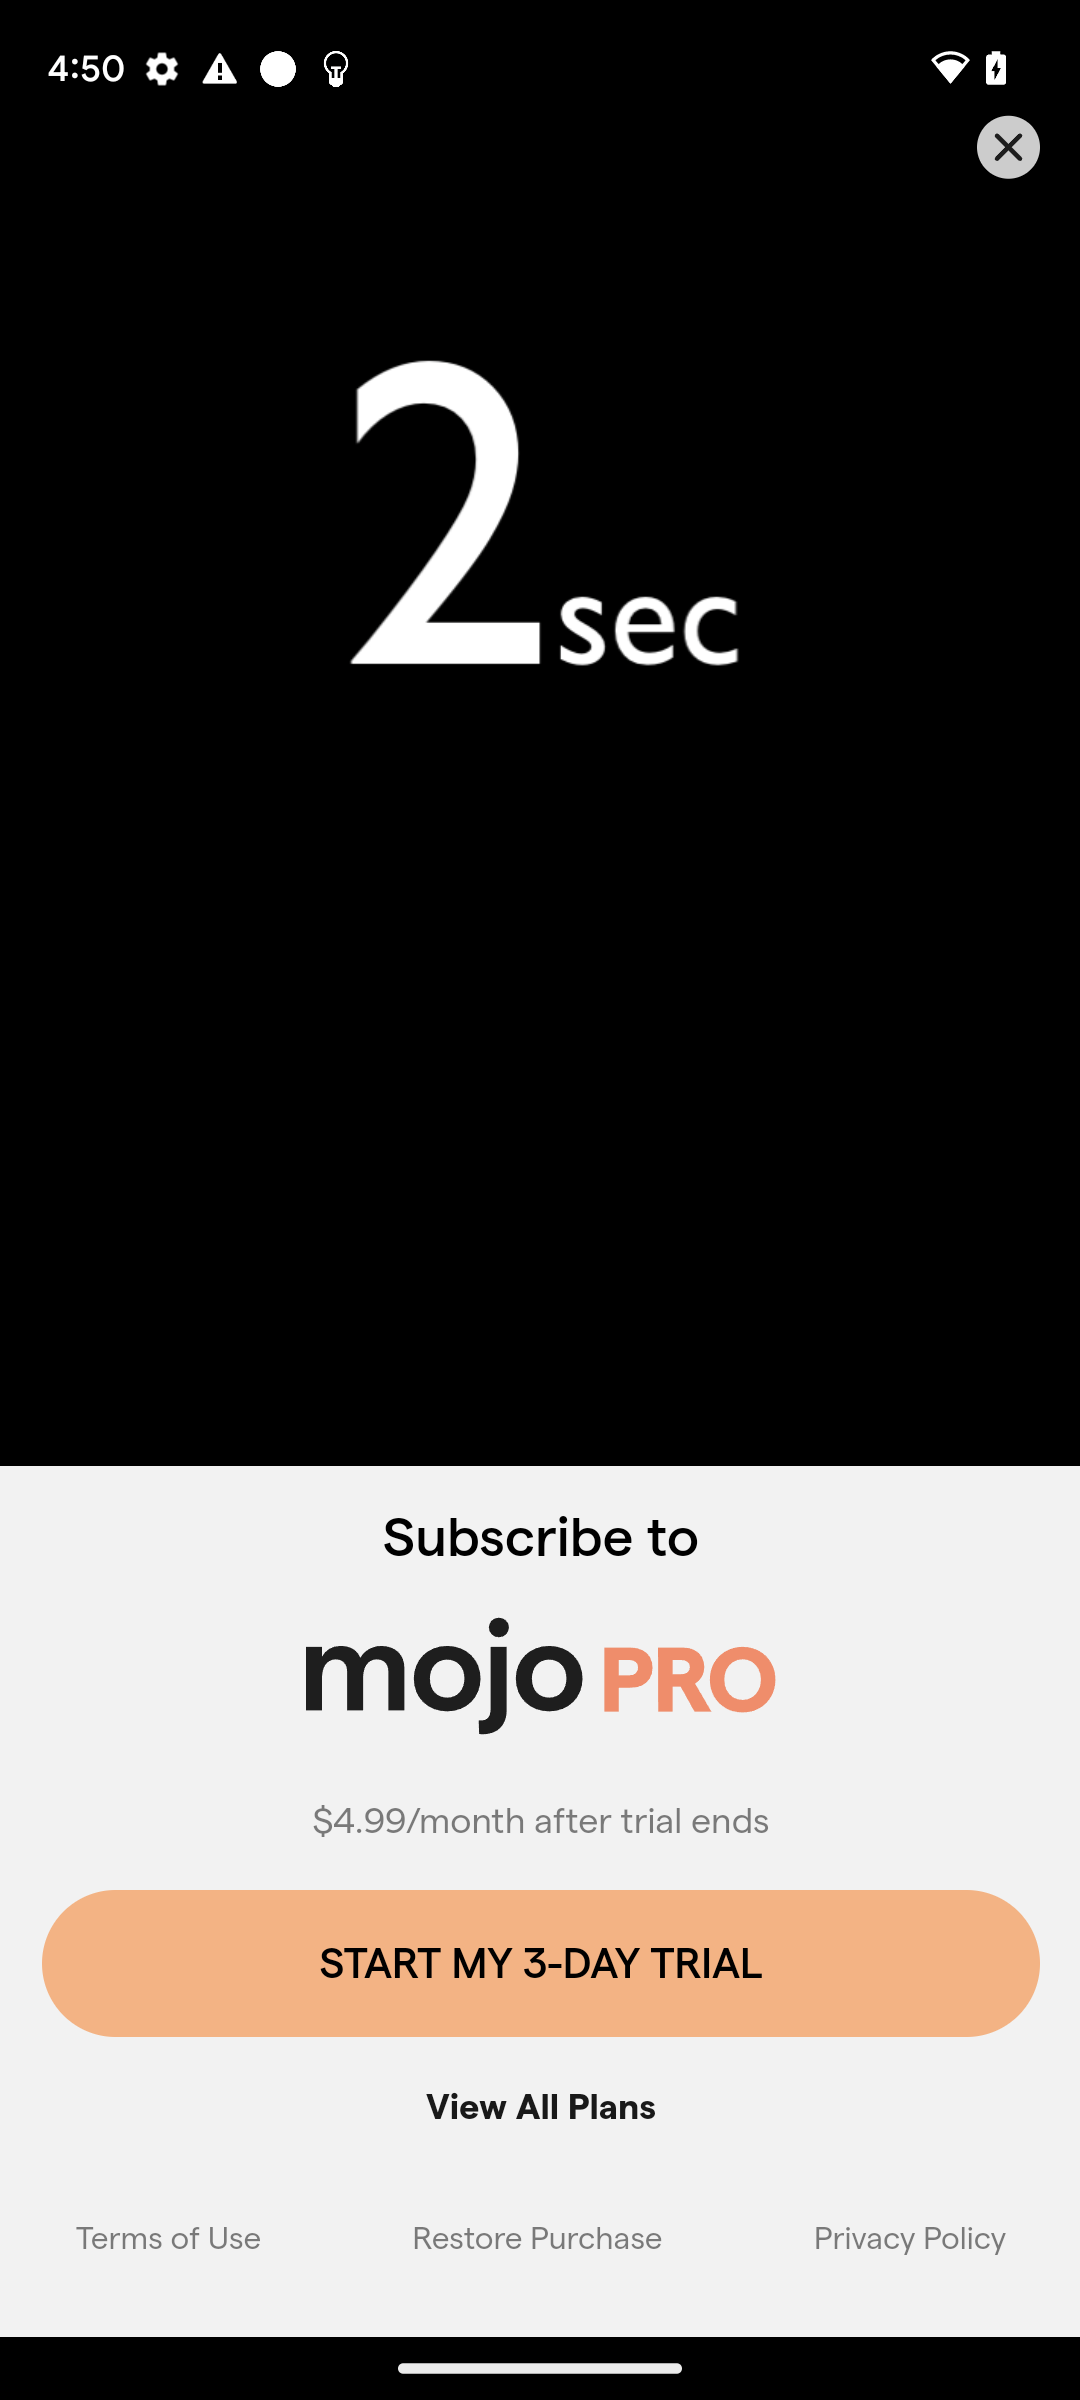 4:50
2sec
Subscribe to
mojo PRO
$4.99/month after trial ends
START MY 3-DAY TRIAL
View All Plans
Terms of Use
Restore Purchase
Privacy Policy